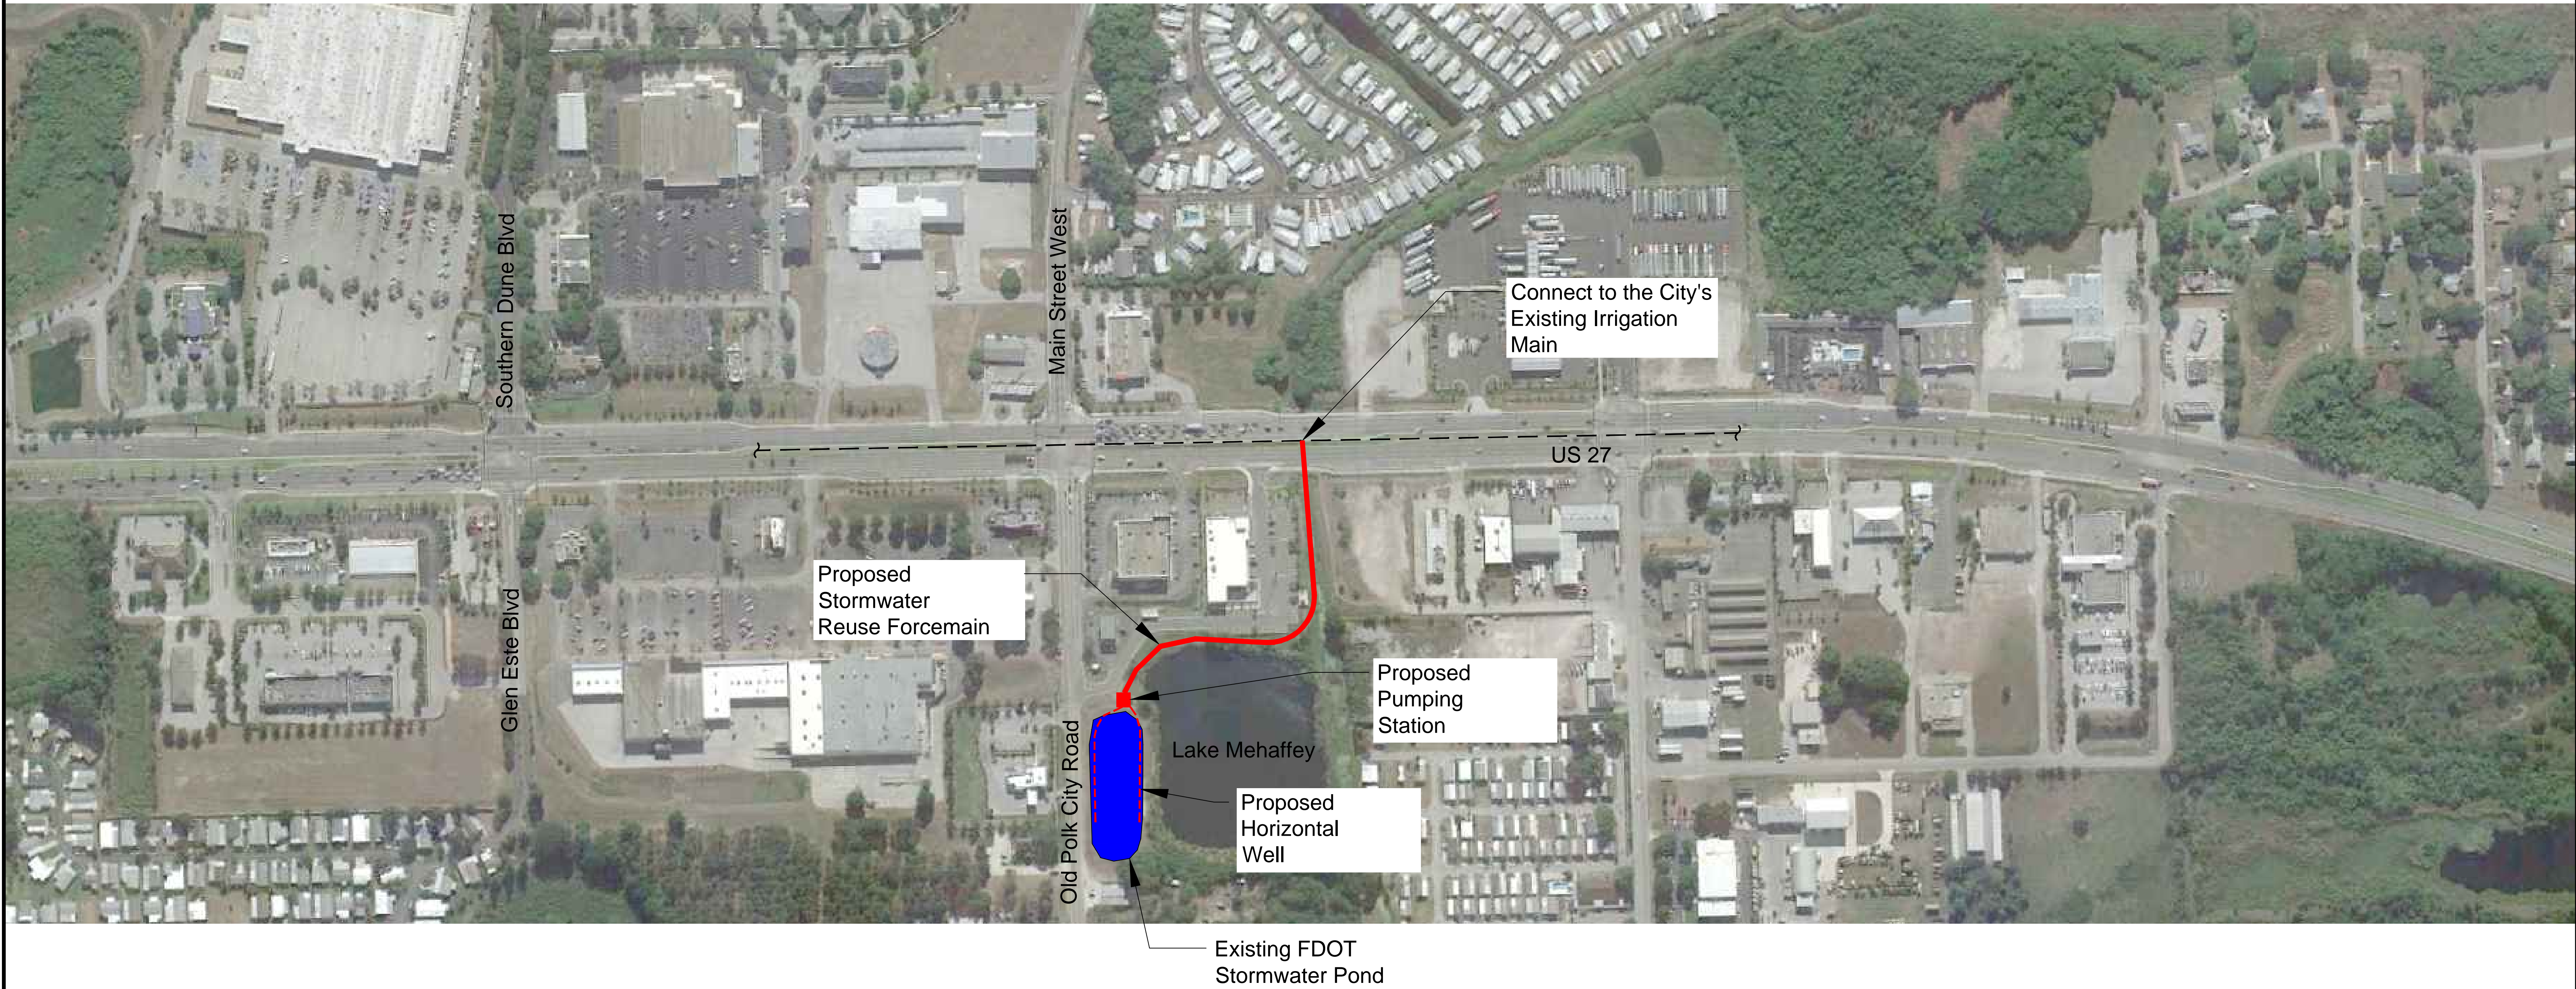 Southern Dune Blvd
Main Street West
Connect to the City's
Existing Irrigation
Main
US 27
Proposed
Stormwater
Reuse Forcemain
Glen Este Blvd
Proposed
Pumping
Station
Old Polk City Road
Lake Mehaffey
Proposed
Horizontal
Well
Existing FDOT
Stormwater Pond